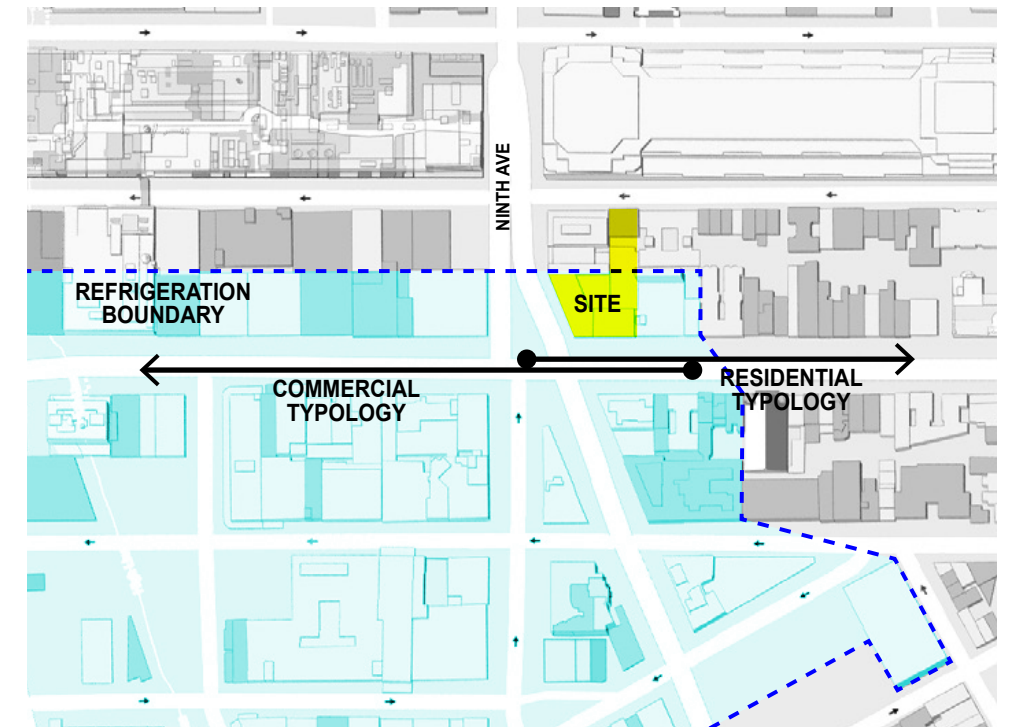 NINTH AVE
REFRIGERATION
BOUNDARY
SITE
COMMERCIAL
TYPOLOGY
RESIDENTIAL
TYPOLOGY